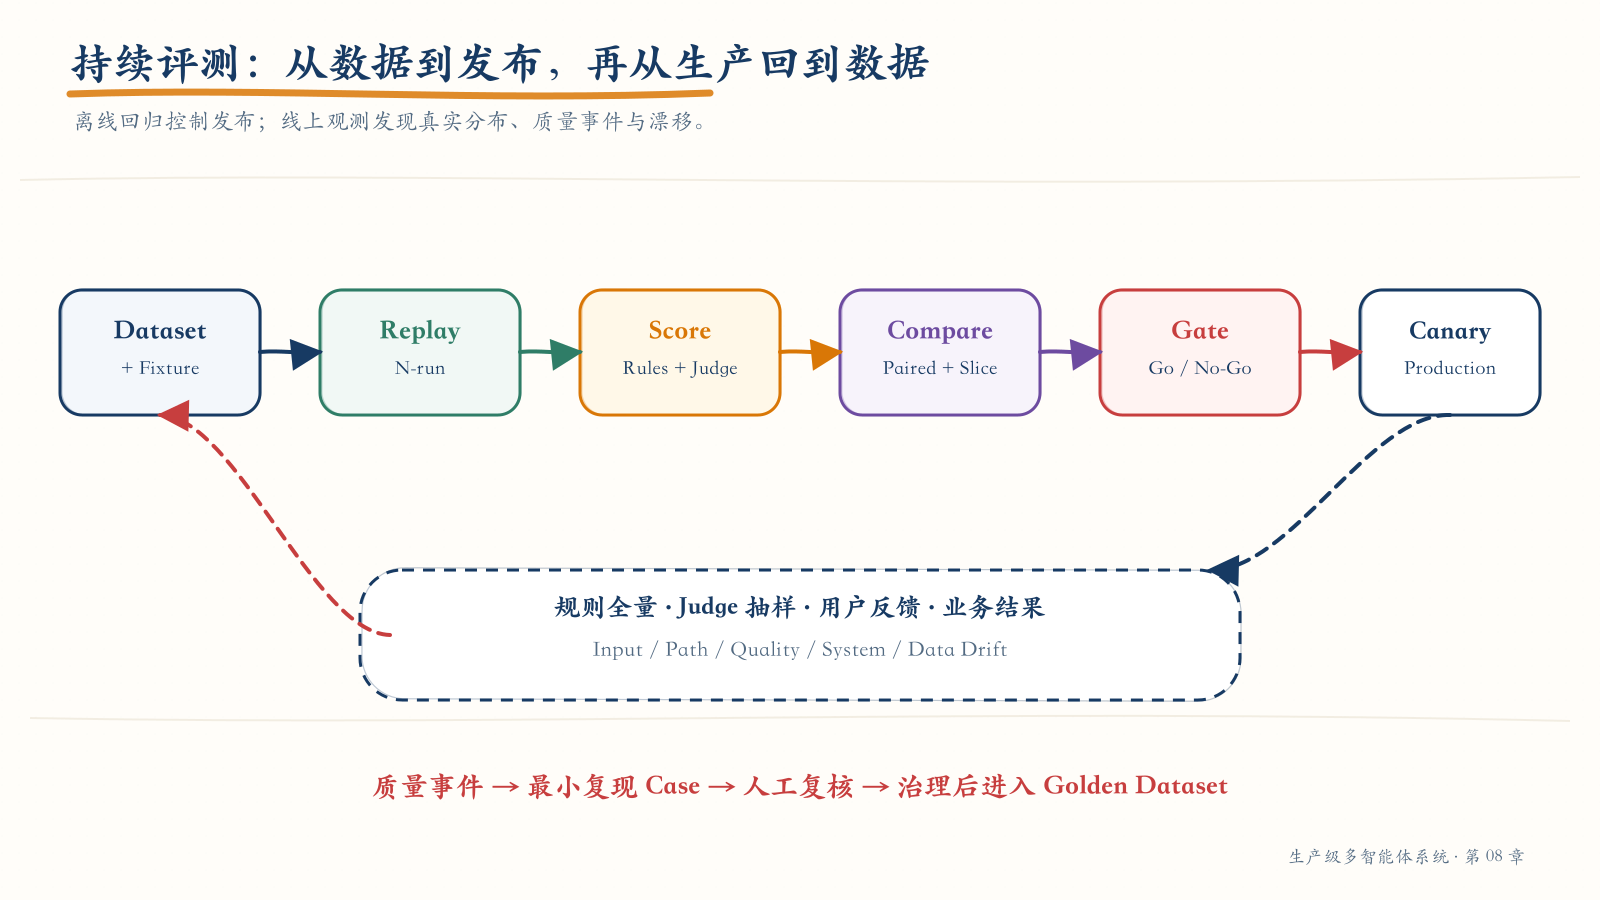 持续评测：从数据到发布，再从生产回到数据
离线回归控制发布；线上观测发现真实分布、质量事件与漂移。
Dataset
+ Fixture
Replay
N-run
Score
Rules + Judge
Compare
Paired + Slice
Gate
Go / No-Go
Canary
Production
规则全量 · Judge 抽样 · 用户反馈 · 业务结果
Input / Path / Quality / System / Data Drift
质量事件 → 最小复现 Case → 人工复核 → 治理后进入 Golden Dataset
生产级多智能体系统 · 第 08 章